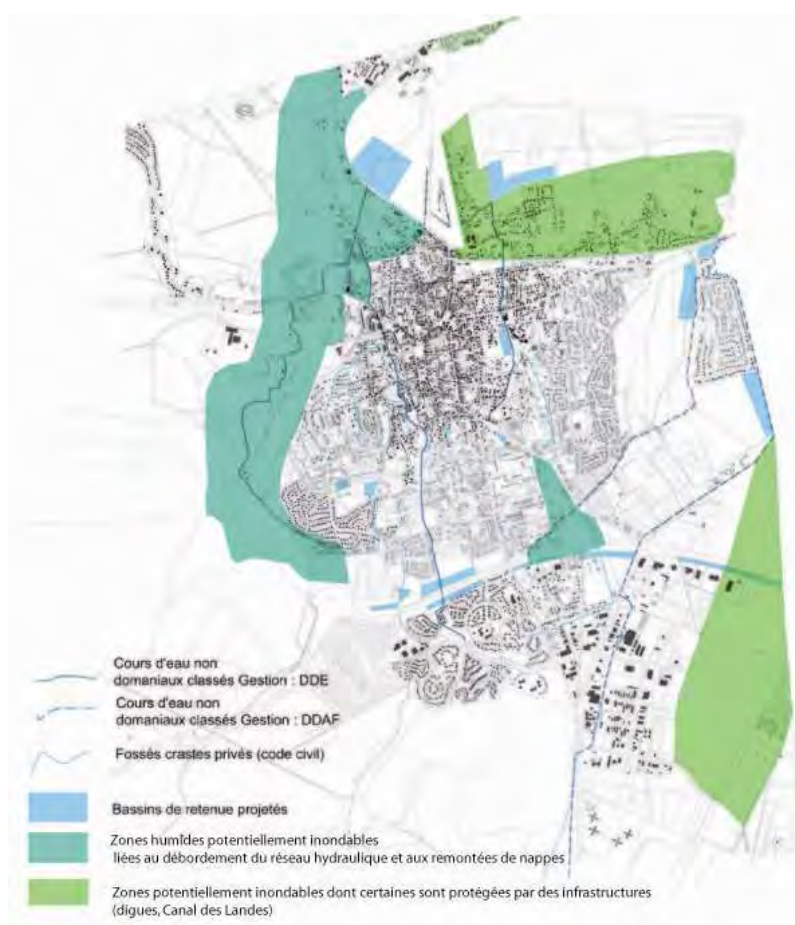 Cours d'eau non
domaniaux classés Gestion : DDE
Cours d'eau non
domaniaux classés Gestion : DDAF
Fossés crastes privés (code civil)
Bassins de retenue projetés
Zones humides potentiellement inondables
liées au débordement du réseau hydraulique et aux remontées de nappes
Zones potentiellement inondables dont certaines sont protégées par des infrastructures
(digues, Canal des Landes)